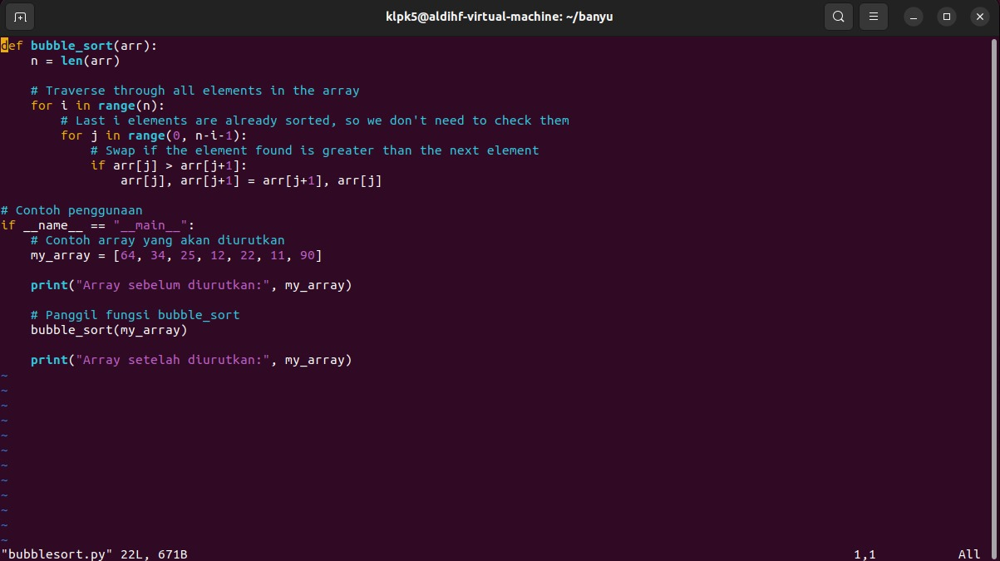 klpk5@aldihf-virtual-machine: ~/banyu
def bubble_sort(arr):
    n = len(arr)

    # Traverse through all elements in the array
    for i in range(n):
        # Last i elements are already sorted, so we don't need to check them
        for j in range(0, n-i-1):
            # Swap if the element found is greater than the next element
            if arr[j] > arr[j+1]:
                arr[j], arr[j+1] = arr[j+1], arr[j]

# Contoh penggunaan
if __name__ == "__main__":
    # Contoh array yang akan diurutkan
    my_array = [64, 34, 25, 12, 22, 11, 90]

    print("Array sebelum diurutkan:", my_array)

    # Panggil fungsi bubble_sort
    bubble_sort(my_array)

    print("Array setelah diurutkan:", my_array)
~
~
~
~
~
~
~
~
~
~
~
~
"bubblesort.py" 22L, 671B 1,1 All